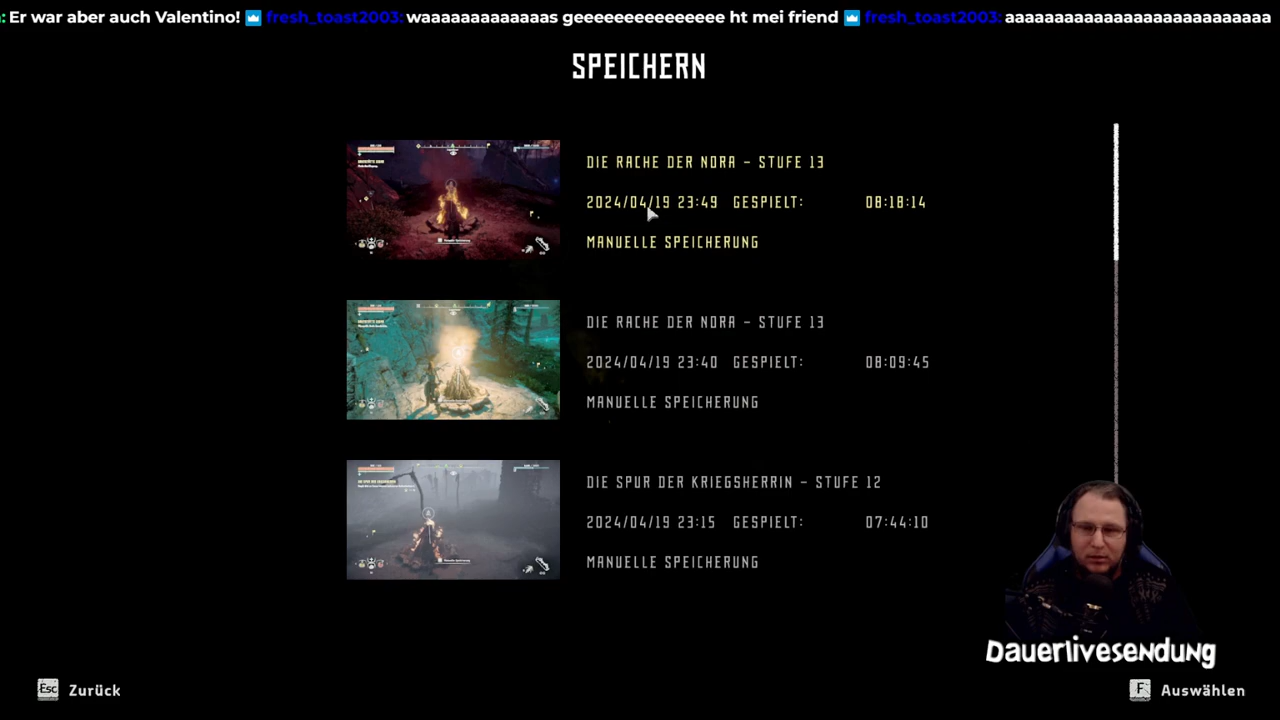 : Er war aber auch Valentino! fresh_toast2003: waaaaaaaaaaaaas geeeeeeeeeeeeeee ht mei friend fresh_toast2003: aaaaaaaaaaaaaaaaaaaaaaaaaaa
SPEICHERN
DIE RACHE DER NORA - STUFE 13
2024/04/19 23:49 GESPIELT: 08:18:14
MANUELLE SPEICHERUNG
DIE RACHE DER NORA - STUFE 13
2024/04/19 23:40 GESPIELT: 08:09:45
MANUELLE SPEICHERUNG
DIE SPUR DER KRIEGSHERRIN - STUFE 12
2024/04/19 23:15 GESPIELT: 07:44:10
MANUELLE SPEICHERUNG
Dauerlivesendung
Esc Zurück
F Auswählen